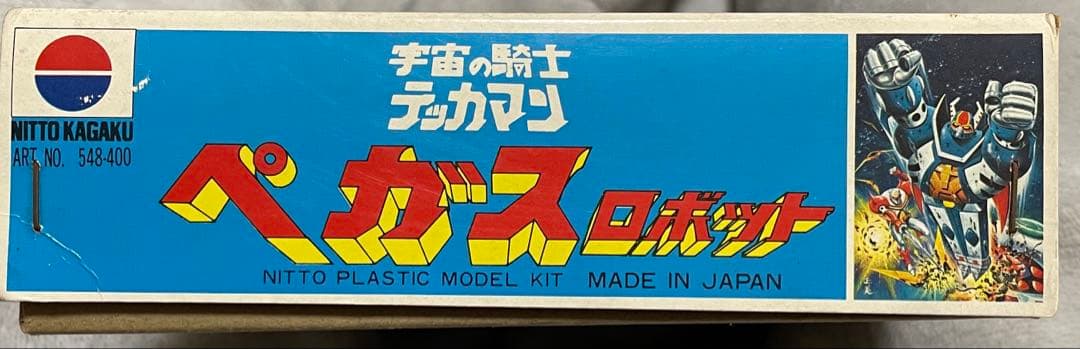 NITTO KAGAKU
ART. NO. 548-400
宇宙の騎士
テッカマン
ペガスロボット
NITTO PLASTIC MODEL KIT MADE IN JAPAN